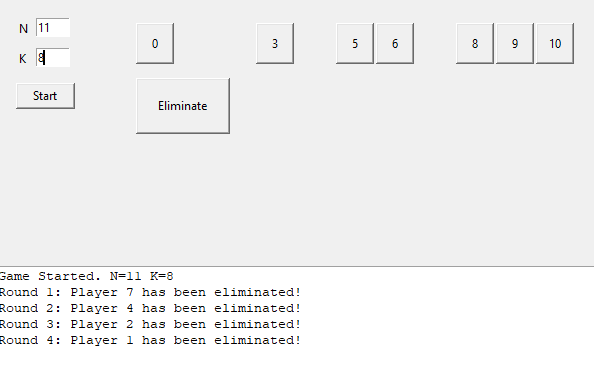 N 11
0 3 5 6 8 9 10
K 8
Start
Eliminate
Game Started. N=11 K=8
Round 1: Player 7 has been eliminated!
Round 2: Player 4 has been eliminated!
Round 3: Player 2 has been eliminated!
Round 4: Player 1 has been eliminated!